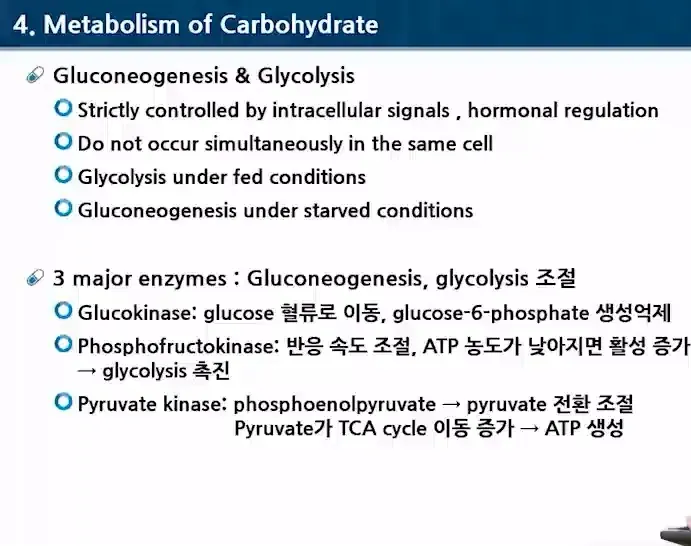 4. Metabolism of Carbohydrate
Gluconeogenesis & Glycolysis
Strictly controlled by intracellular signals , hormonal regulation
Do not occur simultaneously in the same cell
Glycolysis under fed conditions
Gluconeogenesis under starved conditions
3 major enzymes : Gluconeogenesis, glycolysis 조절
Glucokinase: glucose 혈류로 이동, glucose-6-phosphate 생성억제
Phosphofructokinase: 반응 속도 조절, ATP 농도가 낮아지면 활성 증가
→ glycolysis 촉진
Pyruvate kinase: phosphoenolpyruvate → pyruvate 전환 조절
Pyruvate가 TCA cycle 이동 증가 → ATP 생성